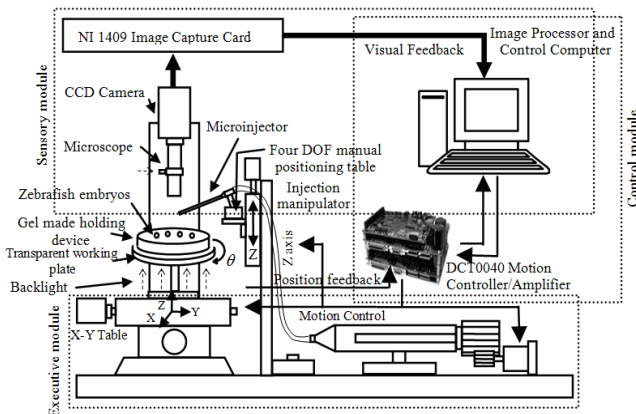 NI 1409 Image Capture Card
Visual Feedback
Image Processor and
Control Computer
CCD Camera
Sensory module
Microinjector
Microscope
Four DOF manual
positioning table
Control module
Zebrafish embryos
Injection
manipulator
Gel made holding
device
Transparent working
plate
θ
Z
Z axis
Backlight
Position feedback
DCT0040 Motion
Controller/Amplifier
Z
Y
X
Motion Control
X-Y Table
Executive module